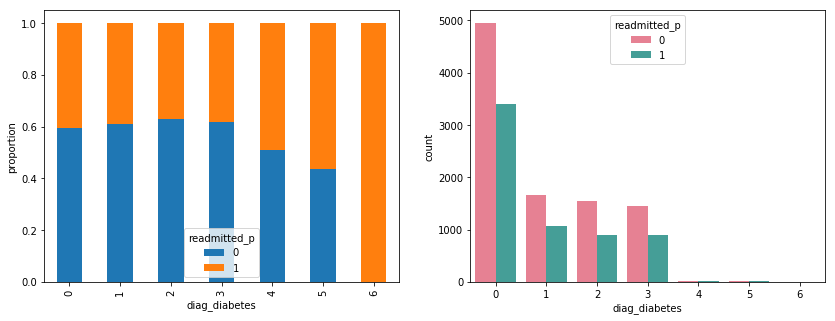 1.0
0.8
0.6
0.4
0.2
0.0
proportion
readmitted_p
0
1
0 1 2 3 4 5 6
diag_diabetes
5000
4000
3000
2000
1000
0
count
readmitted_p
0
1
0 1 2 3 4 5 6
diag_diabetes